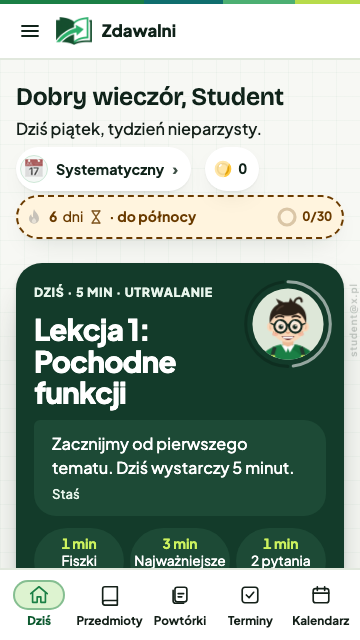 Zdawalni
Dobry wieczór, Student
Dziś piątek, tydzień nieparzysty.
Systematyczny ›
0
6 dni · do północy
0/30
DZIŚ · 5 MIN · UTRWALANIE
Lekcja 1:
Pochodne
funkcji
student@x.pl
Zacznijmy od pierwszego
tematu. Dziś wystarczy 5 minut.
Staś
1 min
Fiszki
3 min
Najważniejsze
1 min
2 pytania
Dziś
Przedmioty
Powtórki
Terminy
Kalendarz